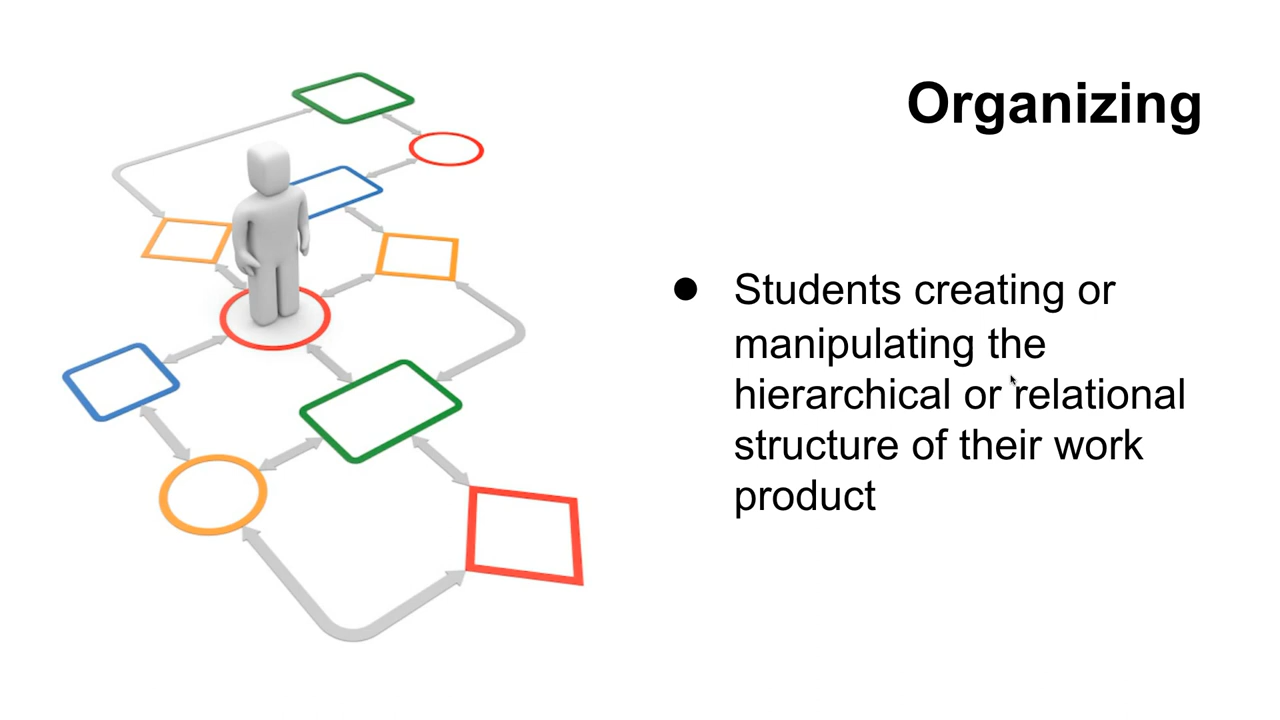 Organizing
● Students creating or
manipulating the
hierarchical or relational
structure of their work
product